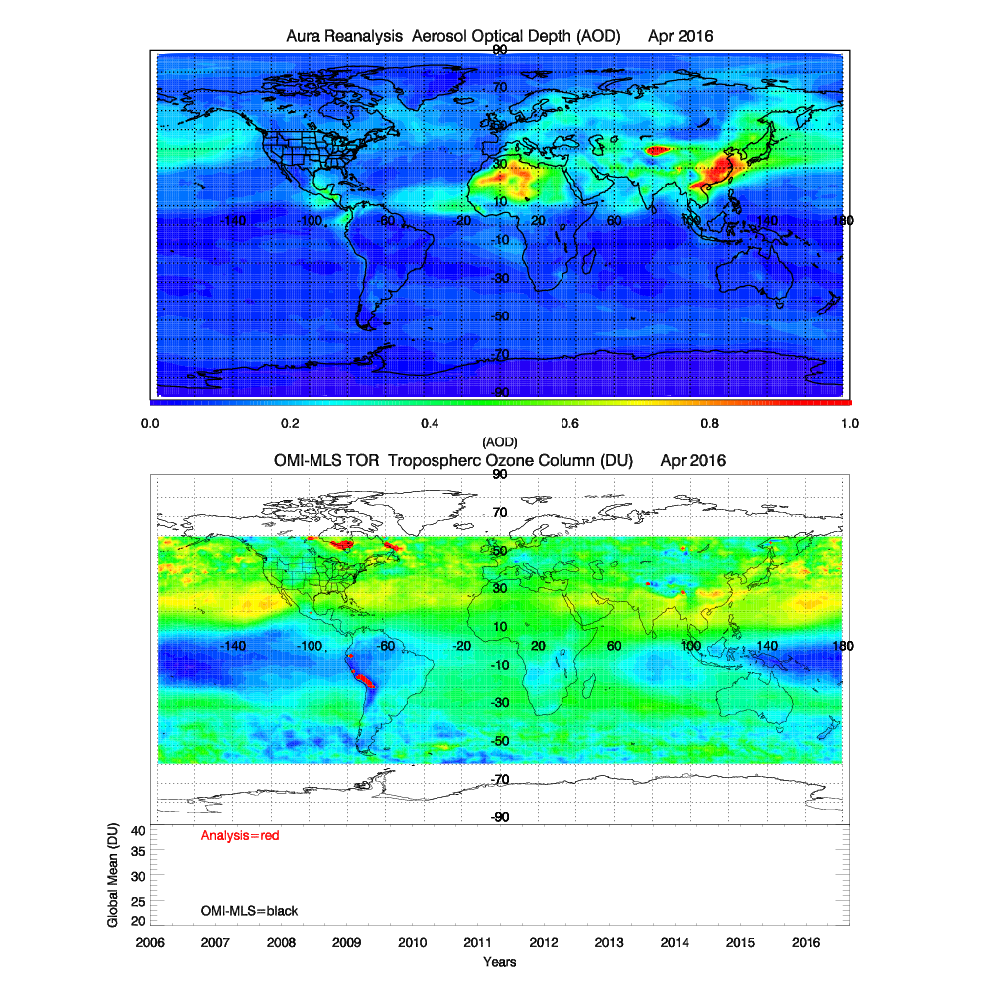 Aura Reanalysis  Aerosol Optical Depth (AOD)      Apr 2016
90
70
30
10
-140 -100 -60 -20 20 60 140 180
-10
-30
-50
-70
-90
0.0 0.2 0.4 0.6 0.8 1.0
(AOD)
OMI-MLS TOR  Tropospherc Ozone Column (DU)      Apr 2016
90
70
50
30
10
-140 -100 -60 -20 20 60 100 140 180
-10
-30
-50
-70
-90
40
35
30
25
20
Global Mean (DU)
Analysis=red
OMI-MLS=black
2006 2007 2008 2009 2010 2011 2012 2013 2014 2015 2016
Years